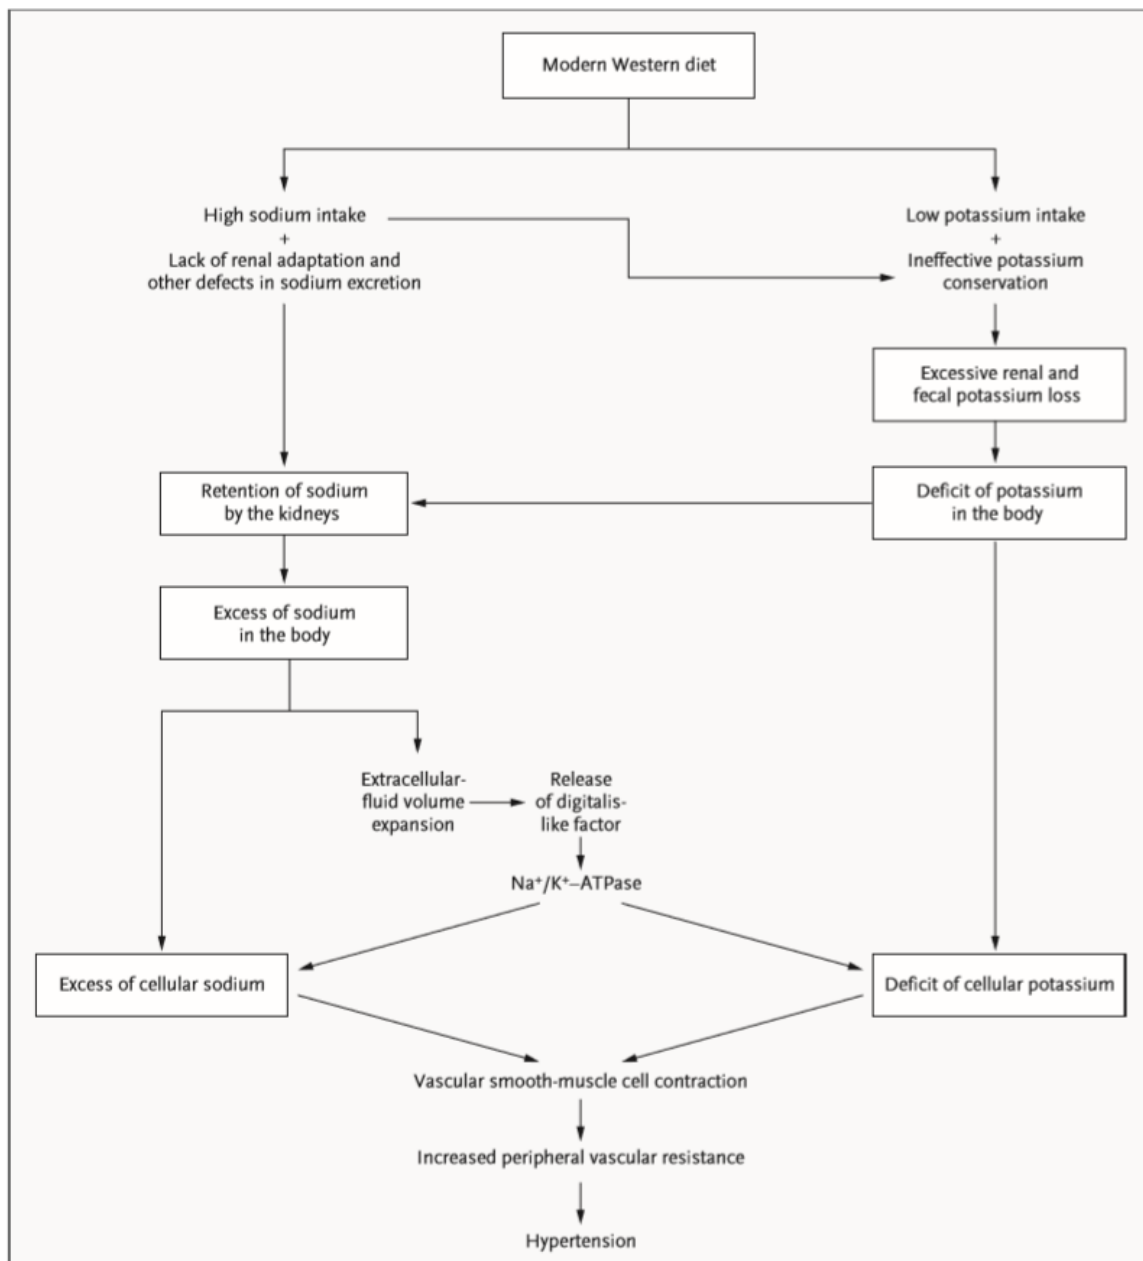 Modern Western diet
High sodium intake
+
Lack of renal adaptation and
other defects in sodium excretion
Low potassium intake
+
Ineffective potassium
conservation
Excessive renal and
fecal potassium loss
Retention of sodium
by the kidneys
Deficit of potassium
in the body
Excess of sodium
in the body
Extracellular-
fluid volume
expansion
Release
of digitalis-
like factor
Na⁺/K⁺–ATPase
Excess of cellular sodium
Deficit of cellular potassium
Vascular smooth-muscle cell contraction
Increased peripheral vascular resistance
Hypertension